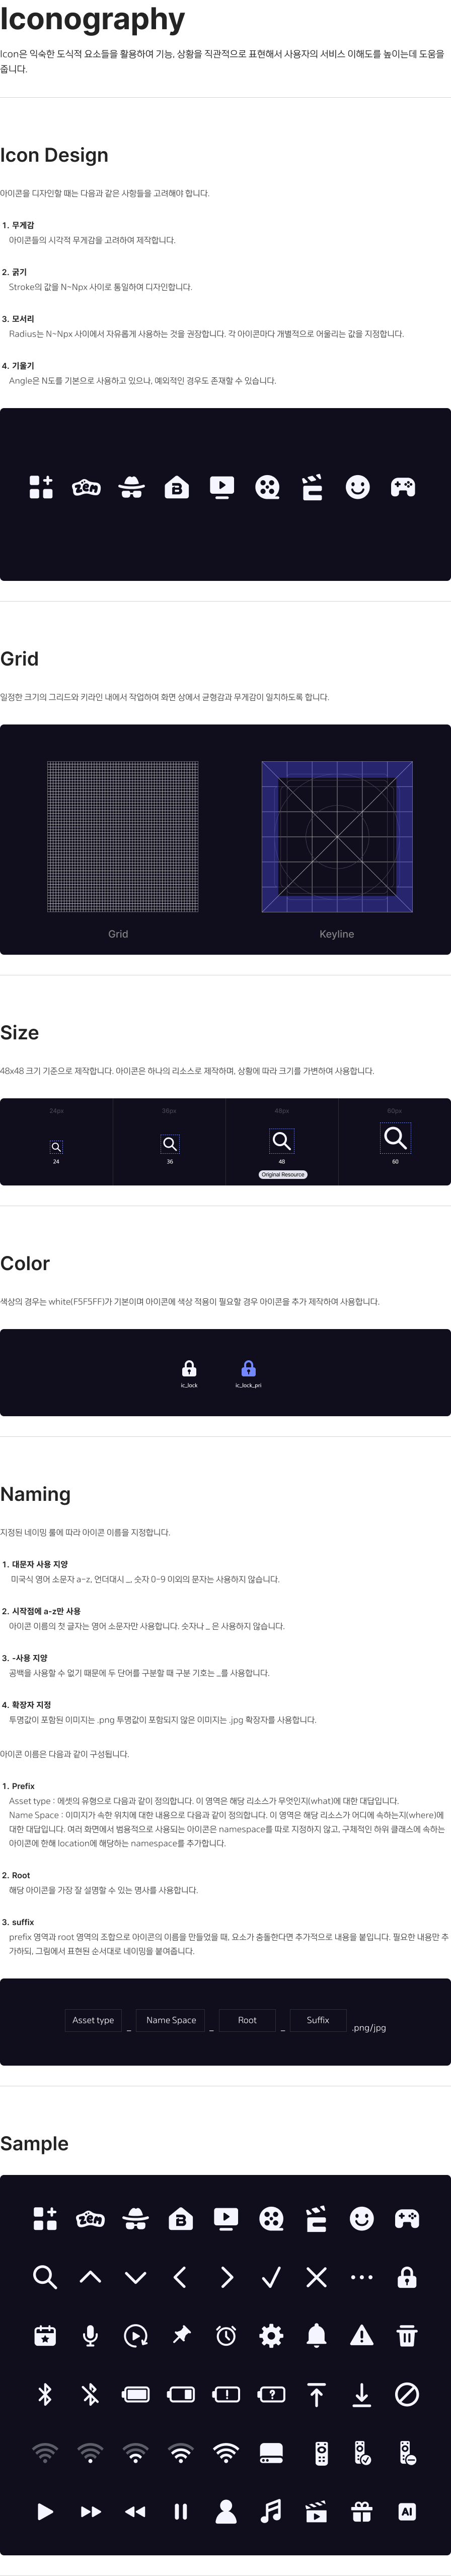 Iconography
Icon은 익숙한 도식적 요소들을 활용하여 기능, 상황을 직관적으로 표현해서 사용자의 서비스 이해도를 높이는데 도움을
줍니다.
Icon Design
아이콘을 디자인할 때는 다음과 같은 사항들을 고려해야 합니다.
1. 무게감
아이콘들의 시각적 무게감을 고려하여 제작합니다.
2. 굵기
Stroke의 값을 N~Npx 사이로 통일하여 디자인합니다.
3. 모서리
Radius는 N~Npx 사이에서 자유롭게 사용하는 것을 권장합니다. 각 아이콘마다 개별적으로 어울리는 값을 지정합니다.
4. 기울기
Angle은 N도를 기본으로 사용하고 있으나, 예외적인 경우도 존재할 수 있습니다.
zen
B
Grid
일정한 크기의 그리드와 키라인 내에서 작업하여 화면 상에서 균형감과 무게감이 일치하도록 합니다.
Grid
Keyline
Size
48x48 크기 기준으로 제작합니다. 아이콘은 하나의 리소스로 제작하며, 상황에 따라 크기를 가변하여 사용합니다.
24px 36px 48px 60px
24 36 48 60
Original Resource
Color
색상의 경우는 white(F5F5FF)가 기본이며 아이콘에 색상 적용이 필요할 경우 아이콘을 추가 제작하여 사용합니다.
ic_lock ic_lock_pri
Naming
지정된 네이밍 룰에 따라 아이콘 이름을 지정합니다.
1. 대문자 사용 지양
미국식 영어 소문자 a-z, 언더대시 _, 숫자 0-9 이외의 문자는 사용하지 않습니다.
2. 시작점에 a-z만 사용
아이콘 이름의 첫 글자는 영어 소문자만 사용합니다. 숫자나 _ 은 사용하지 않습니다.
3. -사용 지양
공백을 사용할 수 없기 때문에 두 단어를 구분할 때 구분 기호는 _를 사용합니다.
4. 확장자 지정
투명값이 포함된 이미지는 .png 투명값이 포함되지 않은 이미지는 .jpg 확장자를 사용합니다.
아이콘 이름은 다음과 같이 구성됩니다.
1. Prefix
Asset type : 에셋의 유형으로 다음과 같이 정의합니다. 이 영역은 해당 리소스가 무엇인지(what)에 대한 대답입니다.
Name Space : 이미지가 속한 위치에 대한 내용으로 다음과 같이 정의합니다. 이 영역은 해당 리소스가 어디에 속하는지(where)에
대한 대답입니다. 여러 화면에서 범용적으로 사용되는 아이콘은 namespace를 따로 지정하지 않고, 구체적인 하위 클래스에 속하는
아이콘에 한해 location에 해당하는 namespace를 추가합니다.
2. Root
해당 아이콘을 가장 잘 설명할 수 있는 명사를 사용합니다.
3. suffix
prefix 영역과 root 영역의 조합으로 아이콘의 이름을 만들었을 때, 요소가 충돌한다면 추가적으로 내용을 붙입니다. 필요한 내용만 추
가하되, 그림에서 표현된 순서대로 네이밍을 붙여줍니다.
Asset type _ Name Space _ Root _ Suffix .png/jpg
Sample
zen
B
AI